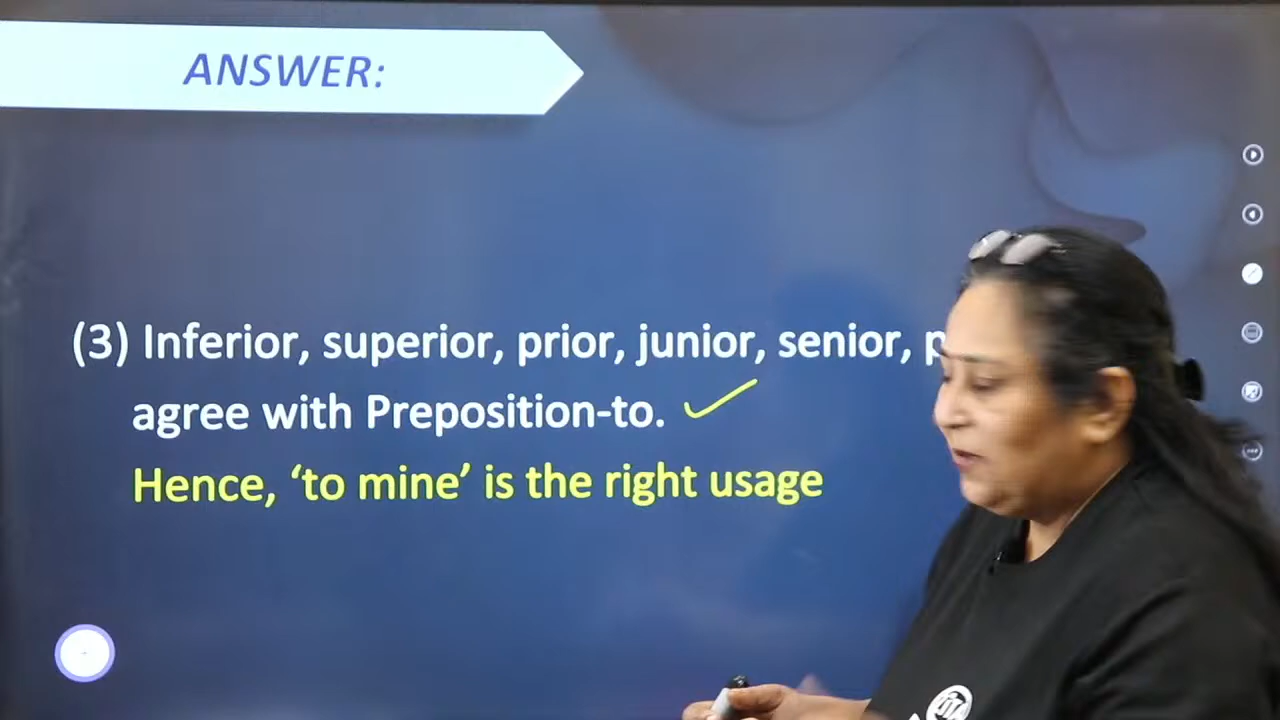 ANSWER:
(3) Inferior, superior, prior, junior, senior,
agree with Preposition-to.
Hence, ‘to mine’ is the right usage